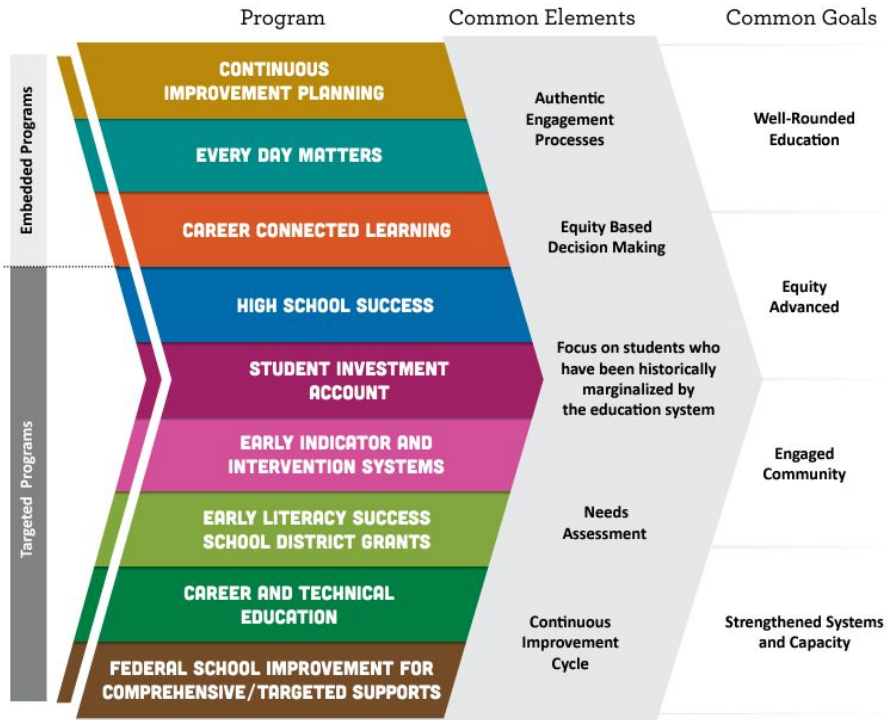 Program
Common Elements
Common Goals
Embedded Programs
Targeted Programs
CONTINUOUS
IMPROVEMENT PLANNING
EVERY DAY MATTERS
CAREER CONNECTED LEARNING
HIGH SCHOOL SUCCESS
STUDENT INVESTMENT
ACCOUNT
EARLY INDICATOR AND
INTERVENTION SYSTEMS
EARLY LITERACY SUCCESS
SCHOOL DISTRICT GRANTS
CAREER AND TECHNICAL
EDUCATION
FEDERAL SCHOOL IMPROVEMENT FOR
COMPREHENSIVE/TARGETED SUPPORTS
Authentic
Engagement
Processes
Equity Based
Decision Making
Focus on students who
have been historically
marginalized by
the education system
Needs
Assessment
Continuous
Improvement
Cycle
Well-Rounded
Education
Equity
Advanced
Engaged
Community
Strengthened Systems
and Capacity